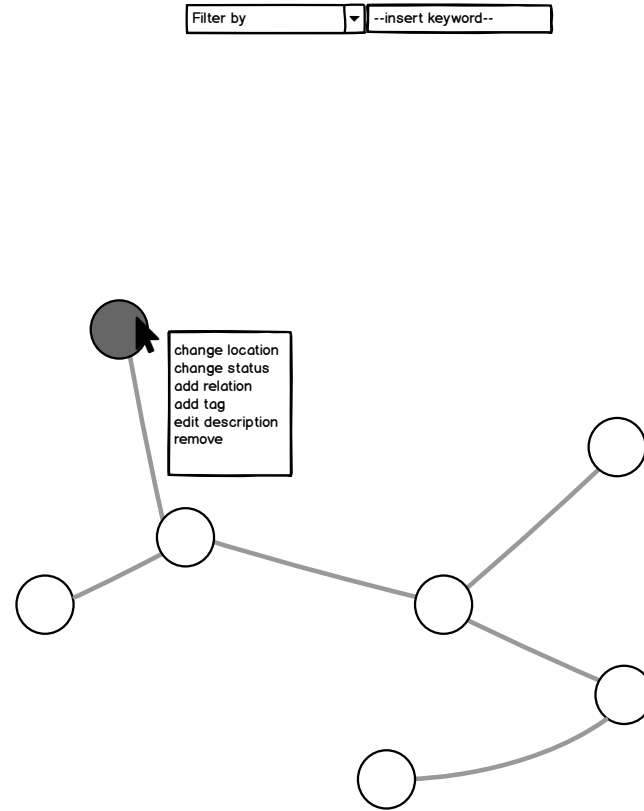 Filter by
--insert keyword--
change location
change status
add relation
add tag
edit description
remove